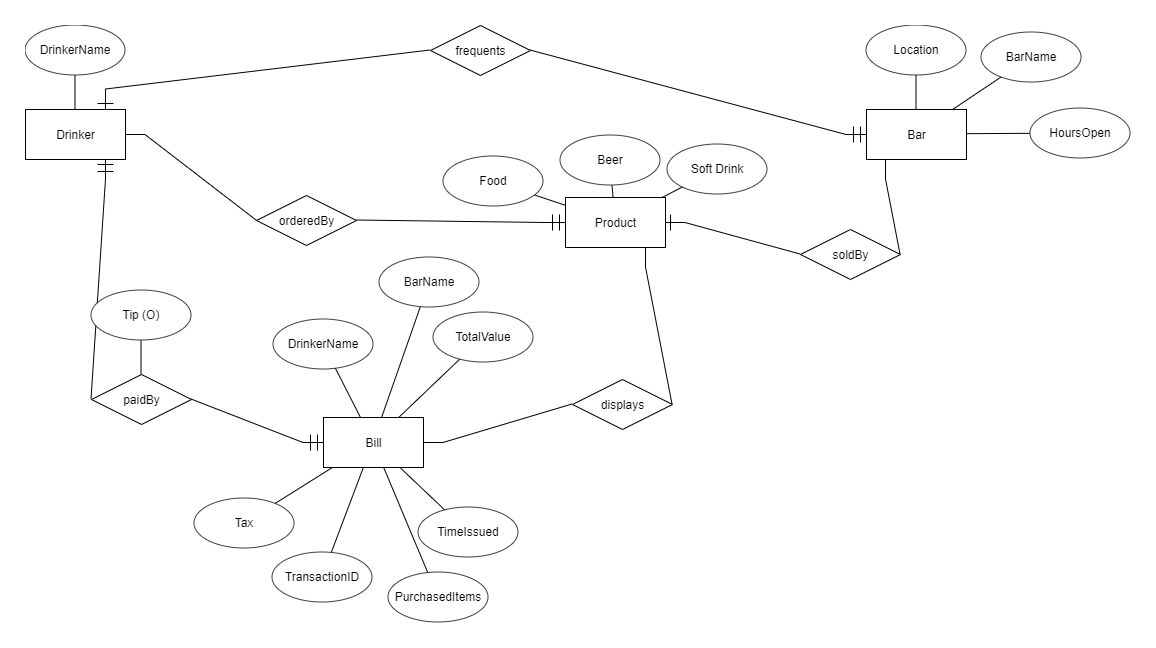 DrinkerName
frequents
Location
BarName
Drinker
Bar
HoursOpen
Food
Beer
Soft Drink
orderedBy
Product
soldBy
BarName
Tip (O)
DrinkerName
TotalValue
paidBy
displays
Bill
Tax
TimeIssued
TransactionID
PurchasedItems